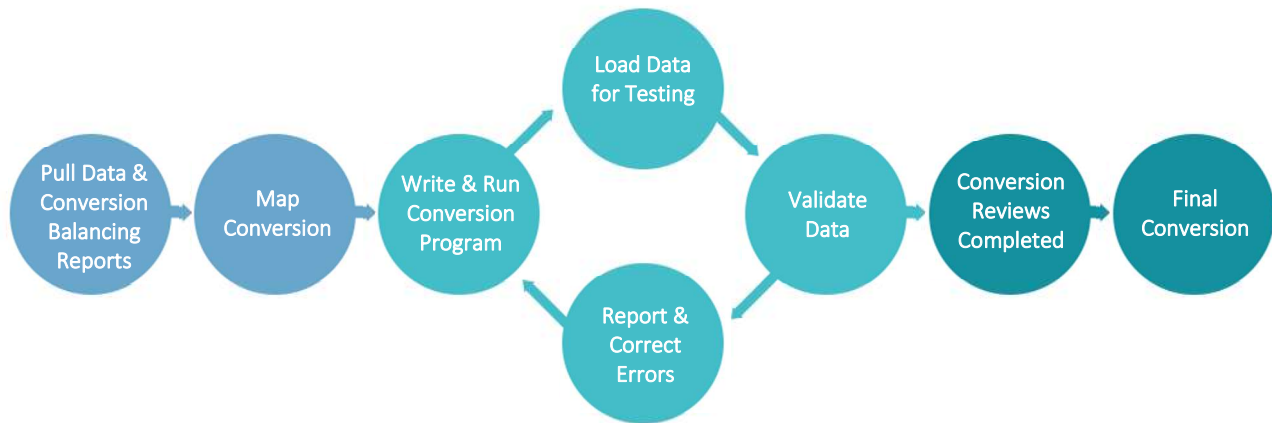 Pull Data &
Conversion
Balancing
Reports
Map
Conversion
Write & Run
Conversion
Program
Load Data
for Testing
Validate
Data
Report &
Correct
Errors
Conversion
Reviews
Completed
Final
Conversion